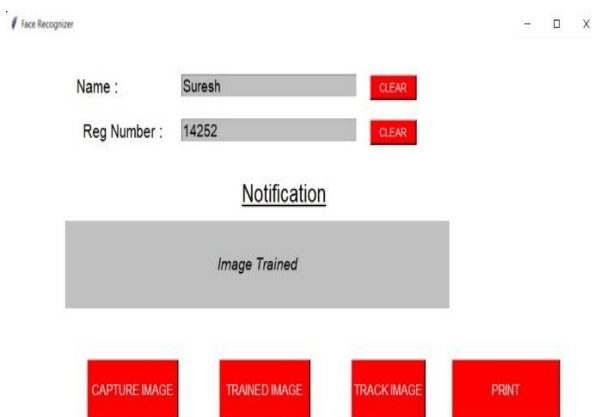 Face Recognizer
Name : Suresh CLEAR
Reg Number : 14252 CLEAR
Notification
Image Trained
CAPTURE IMAGE TRAINED IMAGE TRACK IMAGE PRINT